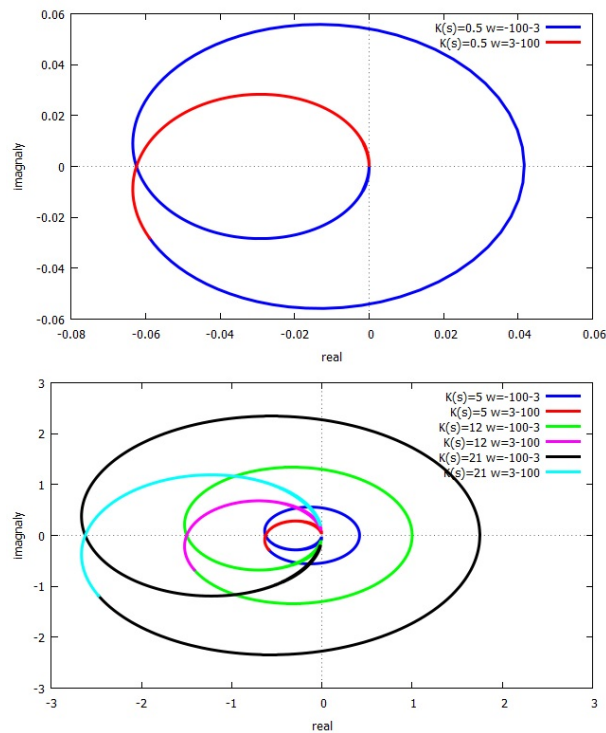 0.06
0.04
0.02
0
-0.02
-0.04
-0.06
imagnaly
K(s)=0.5 w=-100-3
K(s)=0.5 w=3-100
-0.08 -0.06 -0.04 -0.02 0 0.02 0.04 0.06
real
3
2
1
0
-1
-2
-3
imagnaly
K(s)=5 w=-100-3
K(s)=5 w=3-100
K(s)=12 w=-100-3
K(s)=12 w=3-100
K(s)=21 w=-100-3
K(s)=21 w=3-100
-3 -2 -1 0 1 2 3
real